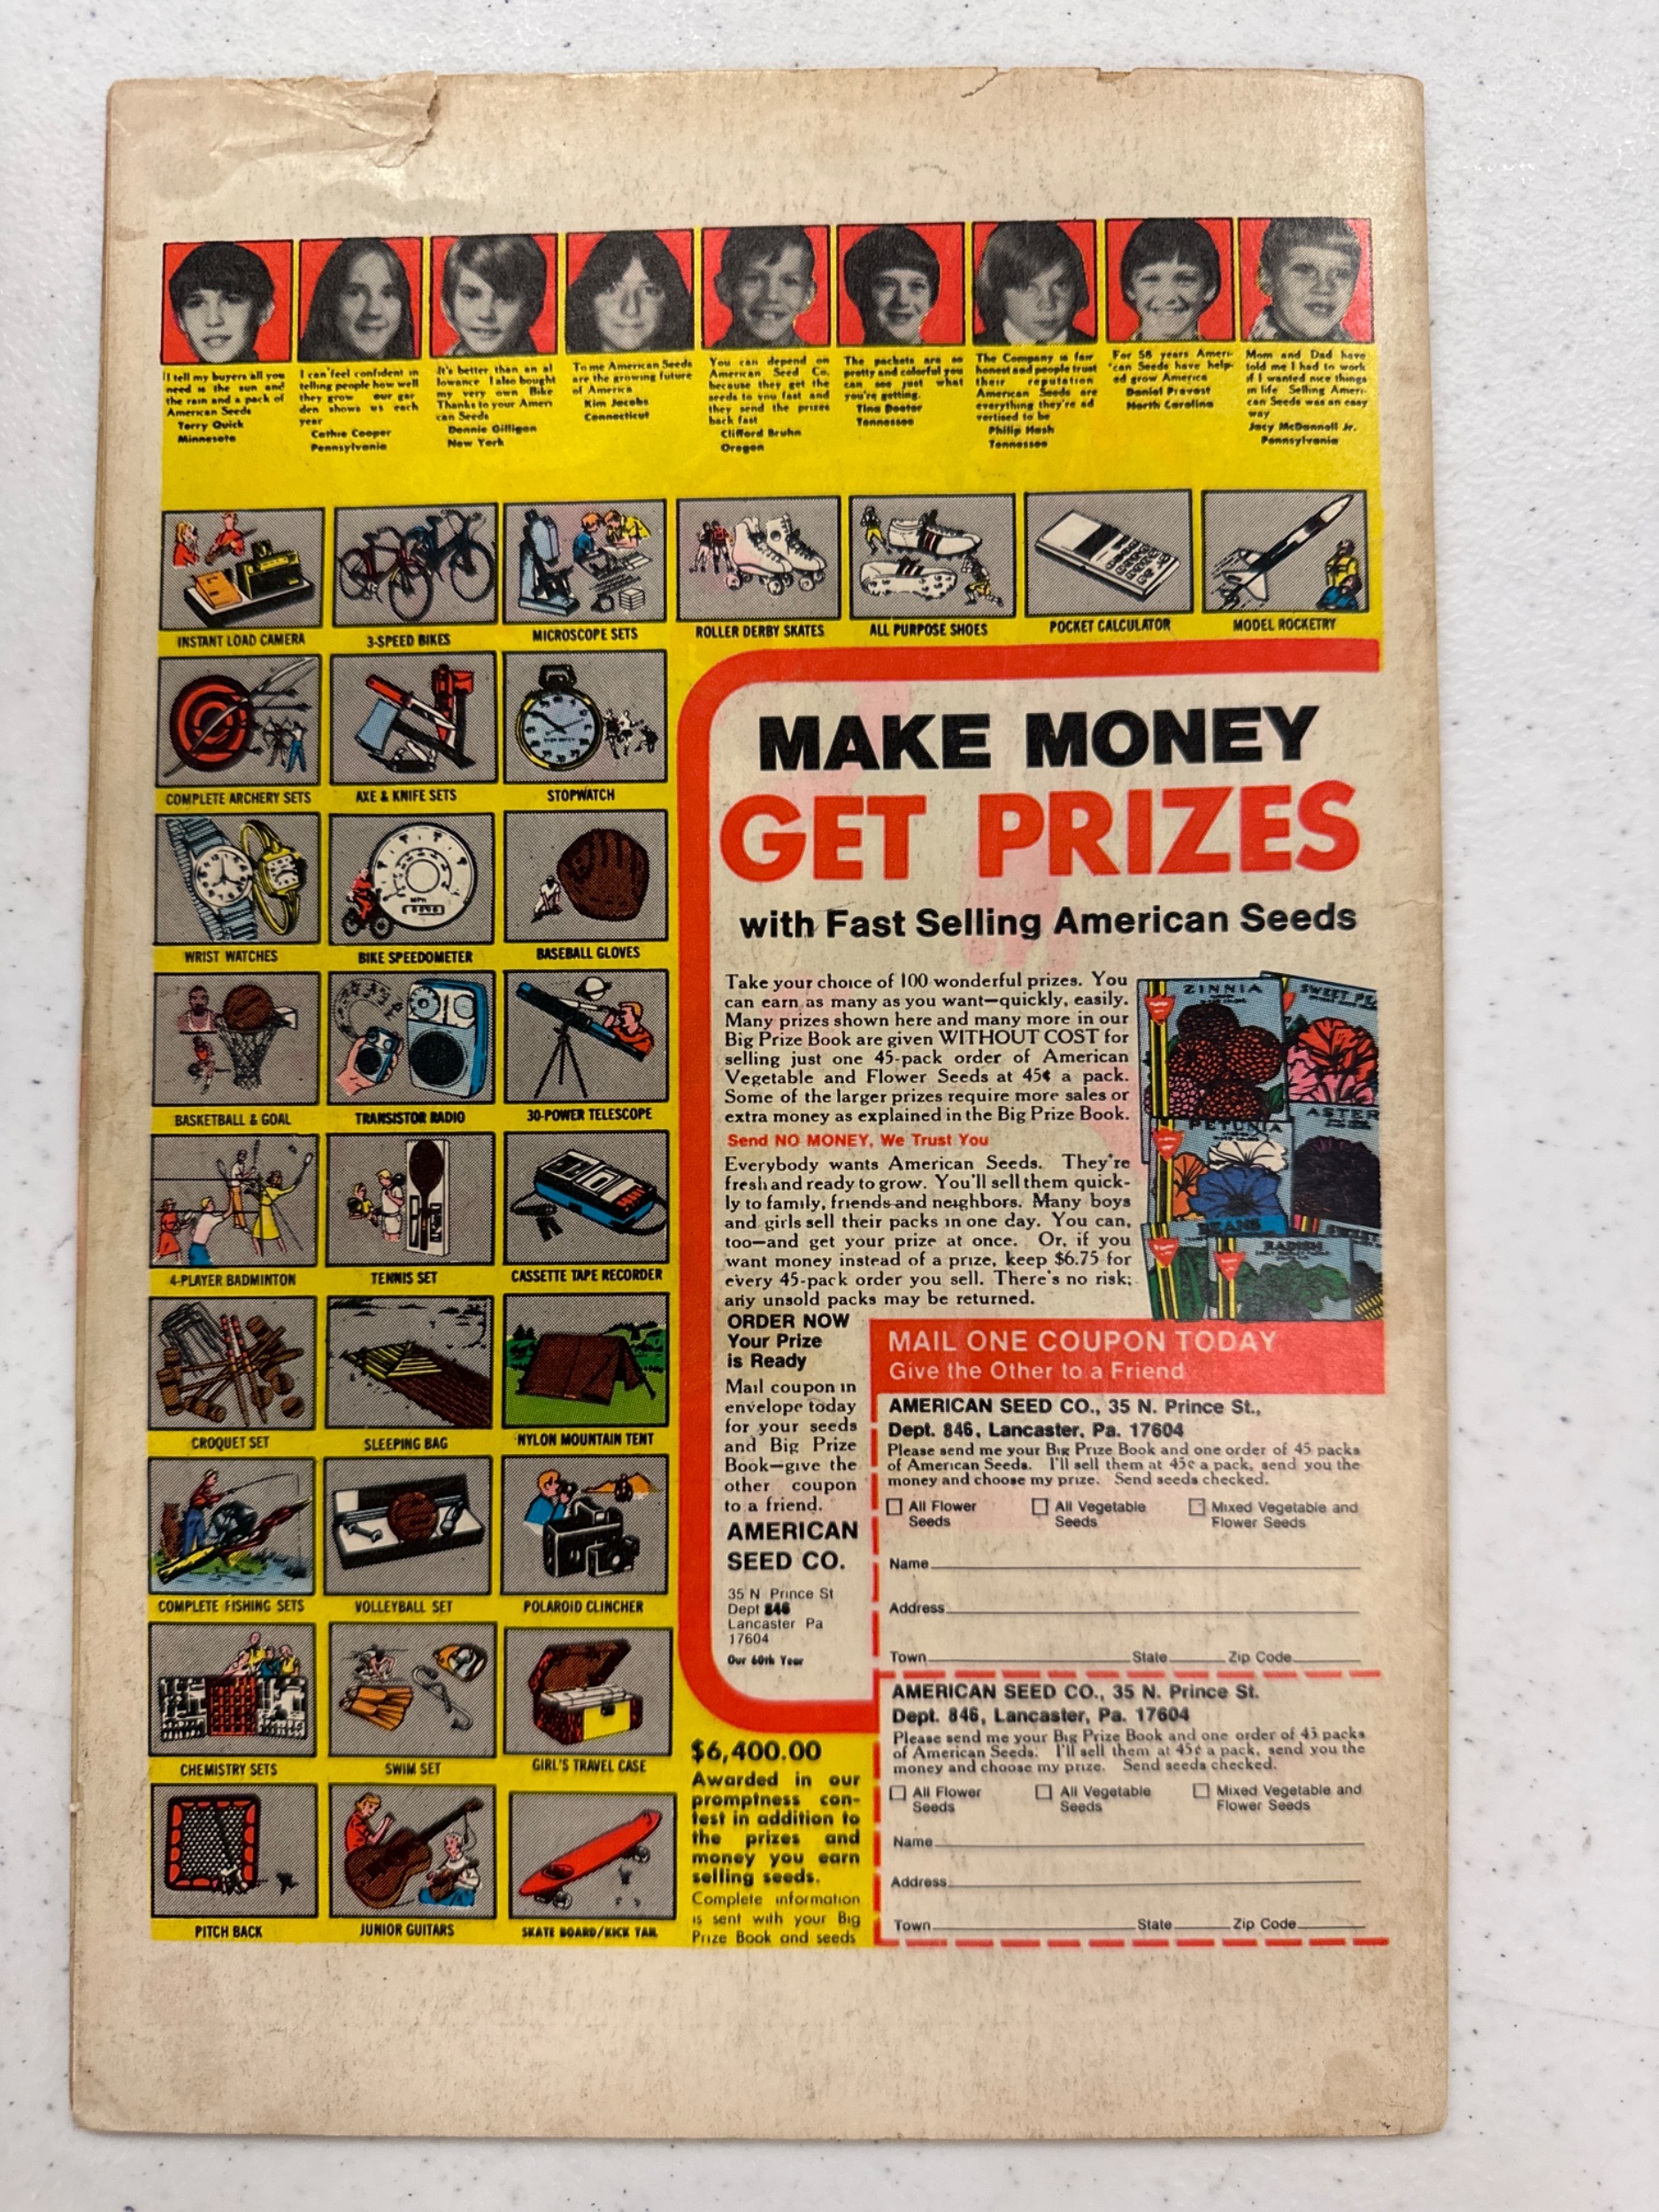 I tell my buyers all you
need is the sun and
the rain and a pack of
American Seeds
Terry Quick
Minnesota
I can feel confident in
telling people how well
they grow our gar
den shows us each
year
Cathie Cooper
Pennsylvania
It's better than an al
lowance I also bought
my very own Bike
Thanks to your Ameri
can Seeds
Donnie Gilligan
New York
To me American Seeds
are the growing future
of America
Kim Jacobs
Connecticut
You can depend on
American Seed Co.
because they get the
seeds to you fast and
they send the prizes
back fast
Clifford Bruhn
Oregon
The packets are so
pretty and colorful you
can see just what
you're getting.
Tina Doctor
Tennessee
The Company is fair
honest and people trust
their reputation
American Seeds are
everything they're ad
vertised to be
Philip Hash
Tennessee
For 58 years Ameri-
can Seeds have help-
ed grow America
Daniel Provost
North Carolina
Mom and Dad have
told me I had to work
if I wanted nice things
in life Selling Ameri-
can Seeds was an easy
way
Jacy McDannell Jr.
Pennsylvania
INSTANT LOAD CAMERA
3-SPEED BIKES
MICROSCOPE SETS
ROLLER DERBY SKATES
ALL PURPOSE SHOES
POCKET CALCULATOR
MODEL ROCKETRY
COMPLETE ARCHERY SETS
AXE & KNIFE SETS
STOPWATCH
WRIST WATCHES
MPH
BIKE SPEEDOMETER
BASEBALL GLOVES
BASKETBALL & GOAL
TRANSISTOR RADIO
30-POWER TELESCOPE
4-PLAYER BADMINTON
TENNIS SET
CASSETTE TAPE RECORDER
CROQUET SET
SLEEPING BAG
NYLON MOUNTAIN TENT
COMPLETE FISHING SETS
VOLLEYBALL SET
POLAROID CLINCHER
CHEMISTRY SETS
SWIM SET
GIRL'S TRAVEL CASE
PITCH BACK
JUNIOR GUITARS
SKATE BOARD/KICK TAIL
MAKE MONEY
GET PRIZES
with Fast Selling American Seeds
Take your choice of 100 wonderful prizes. You
can earn as many as you want—quickly, easily.
Many prizes shown here and many more in our
Big Prize Book are given WITHOUT COST for
selling just one 45-pack order of American
Vegetable and Flower Seeds at 45¢ a pack.
Some of the larger prizes require more sales or
extra money as explained in the Big Prize Book.
Send NO MONEY, We Trust You
Everybody wants American Seeds. They're
fresh and ready to grow. You'll sell them quick-
ly to family, friends and neighbors. Many boys
and girls sell their packs in one day. You can,
too—and get your prize at once. Or, if you
want money instead of a prize, keep $6.75 for
every 45-pack order you sell. There's no risk;
any unsold packs may be returned.
ZINNIA
SWEET PE
ASTER
PETUNIA
BEANS
RADISH
SWEET
ORDER NOW
Your Prize
is Ready
Mail coupon in
envelope today
for your seeds
and Big Prize
Book—give the
other coupon
to a friend.
AMERICAN
SEED CO.
35 N Prince St
Dept 846
Lancaster Pa
17604
Our 60th Year
$6,400.00
Awarded in our
promptness con-
test in addition to
the prizes and
money you earn
selling seeds.
Complete information
is sent with your Big
Prize Book and seeds
MAIL ONE COUPON TODAY
Give the Other to a Friend
AMERICAN SEED CO., 35 N. Prince St.,
Dept. 846, Lancaster, Pa. 17604
Please send me your Big Prize Book and one order of 45 packs
of American Seeds. I'll sell them at 45¢ a pack, send you the
money and choose my prize. Send seeds checked.
All Flower
Seeds
All Vegetable
Seeds
Mixed Vegetable and
Flower Seeds
Name
Address
Town State Zip Code
AMERICAN SEED CO., 35 N. Prince St.
Dept. 846, Lancaster, Pa. 17604
Please send me your Big Prize Book and one order of 45 packs
of American Seeds. I'll sell them at 45¢ a pack, send you the
money and choose my prize. Send seeds checked.
All Flower
Seeds
All Vegetable
Seeds
Mixed Vegetable and
Flower Seeds
Name
Address
Town State Zip Code